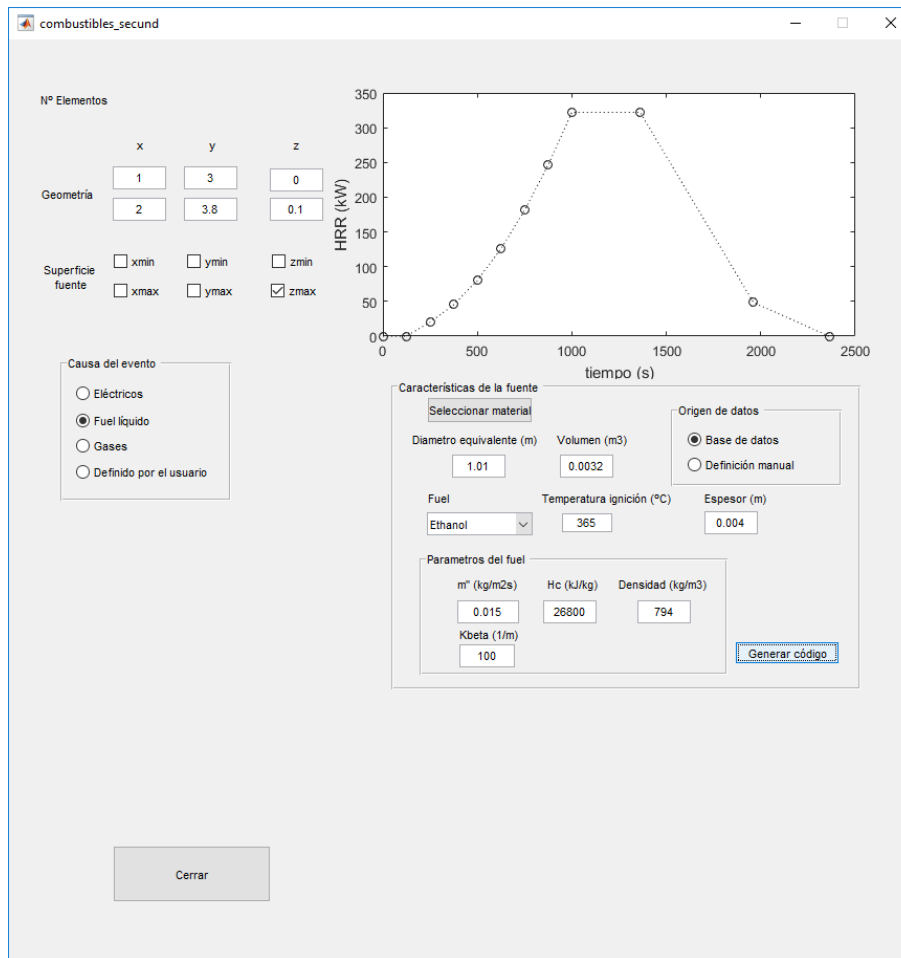 combustibles_secund
Nº Elementos
x y z
Geometría
1 3 0
2 3.8 0.1
Superficie
fuente
xmin ymin zmin
xmax ymax zmax
HRR (kW)
350
300
250
200
150
100
50
0
0 500 1000 1500 2000 2500
tiempo (s)
Causa del evento
Eléctricos
Fuel líquido
Gases
Definido por el usuario
Características de la fuente
Seleccionar material
Origen de datos
Base de datos
Definición manual
Diametro equivalente (m) Volumen (m3)
1.01 0.0032
Fuel Temperatura ignición (ºC) Espesor (m)
Ethanol 365 0.004
Parametros del fuel
m" (kg/m2s) Hc (kJ/kg) Densidad (kg/m3)
0.015 26800 794
Kbeta (1/m)
100
Generar código
Cerrar